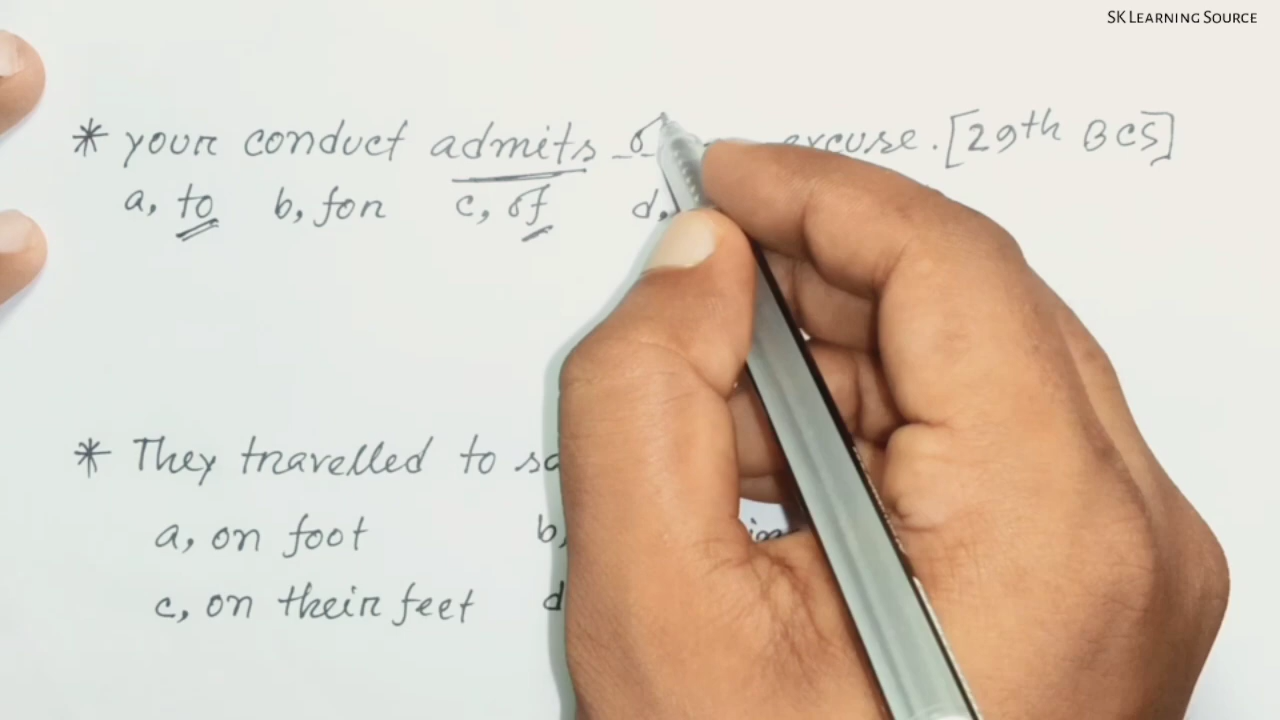 SK LEARNING SOURCE
* your conduct admits of excuse. [29th BCS]
a, to b, for c, of d,
* They travelled to
a, on foot b,
c, on their feet d